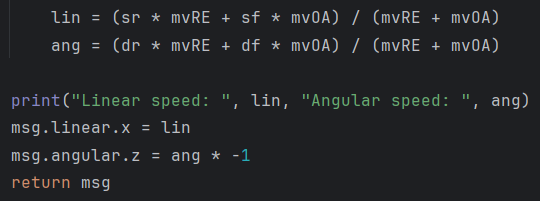 lin = (sr * mvRE + sf * mvOA) / (mvRE + mvOA)
ang = (dr * mvRE + df * mvOA) / (mvRE + mvOA)
print("Linear speed: ", lin, "Angular speed: ", ang)
msg.linear.x = lin
msg.angular.z = ang * -1
return msg